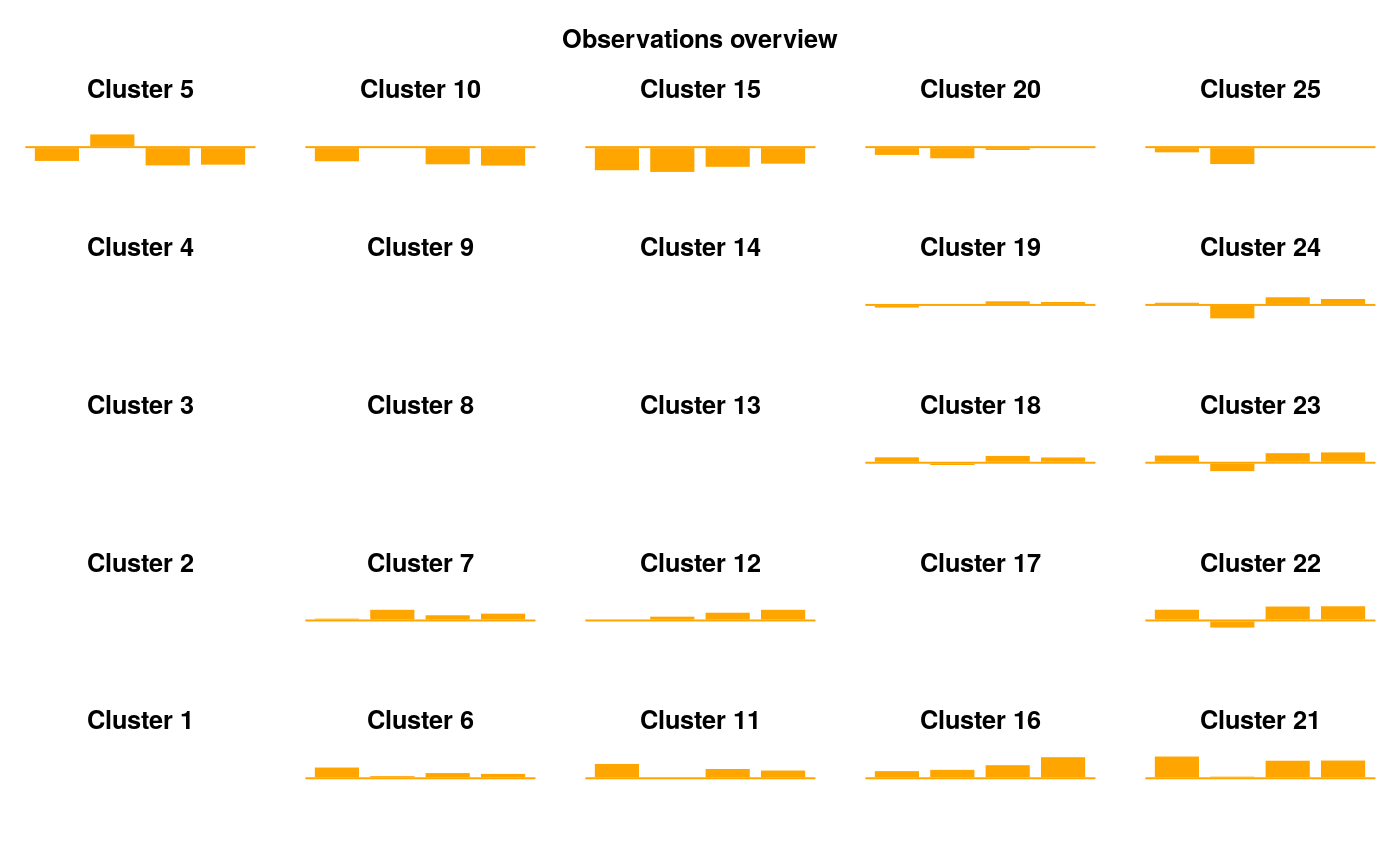 Observations overview
Cluster 5 Cluster 10 Cluster 15 Cluster 20 Cluster 25
Cluster 4 Cluster 9 Cluster 14 Cluster 19 Cluster 24
Cluster 3 Cluster 8 Cluster 13 Cluster 18 Cluster 23
Cluster 2 Cluster 7 Cluster 12 Cluster 17 Cluster 22
Cluster 1 Cluster 6 Cluster 11 Cluster 16 Cluster 21